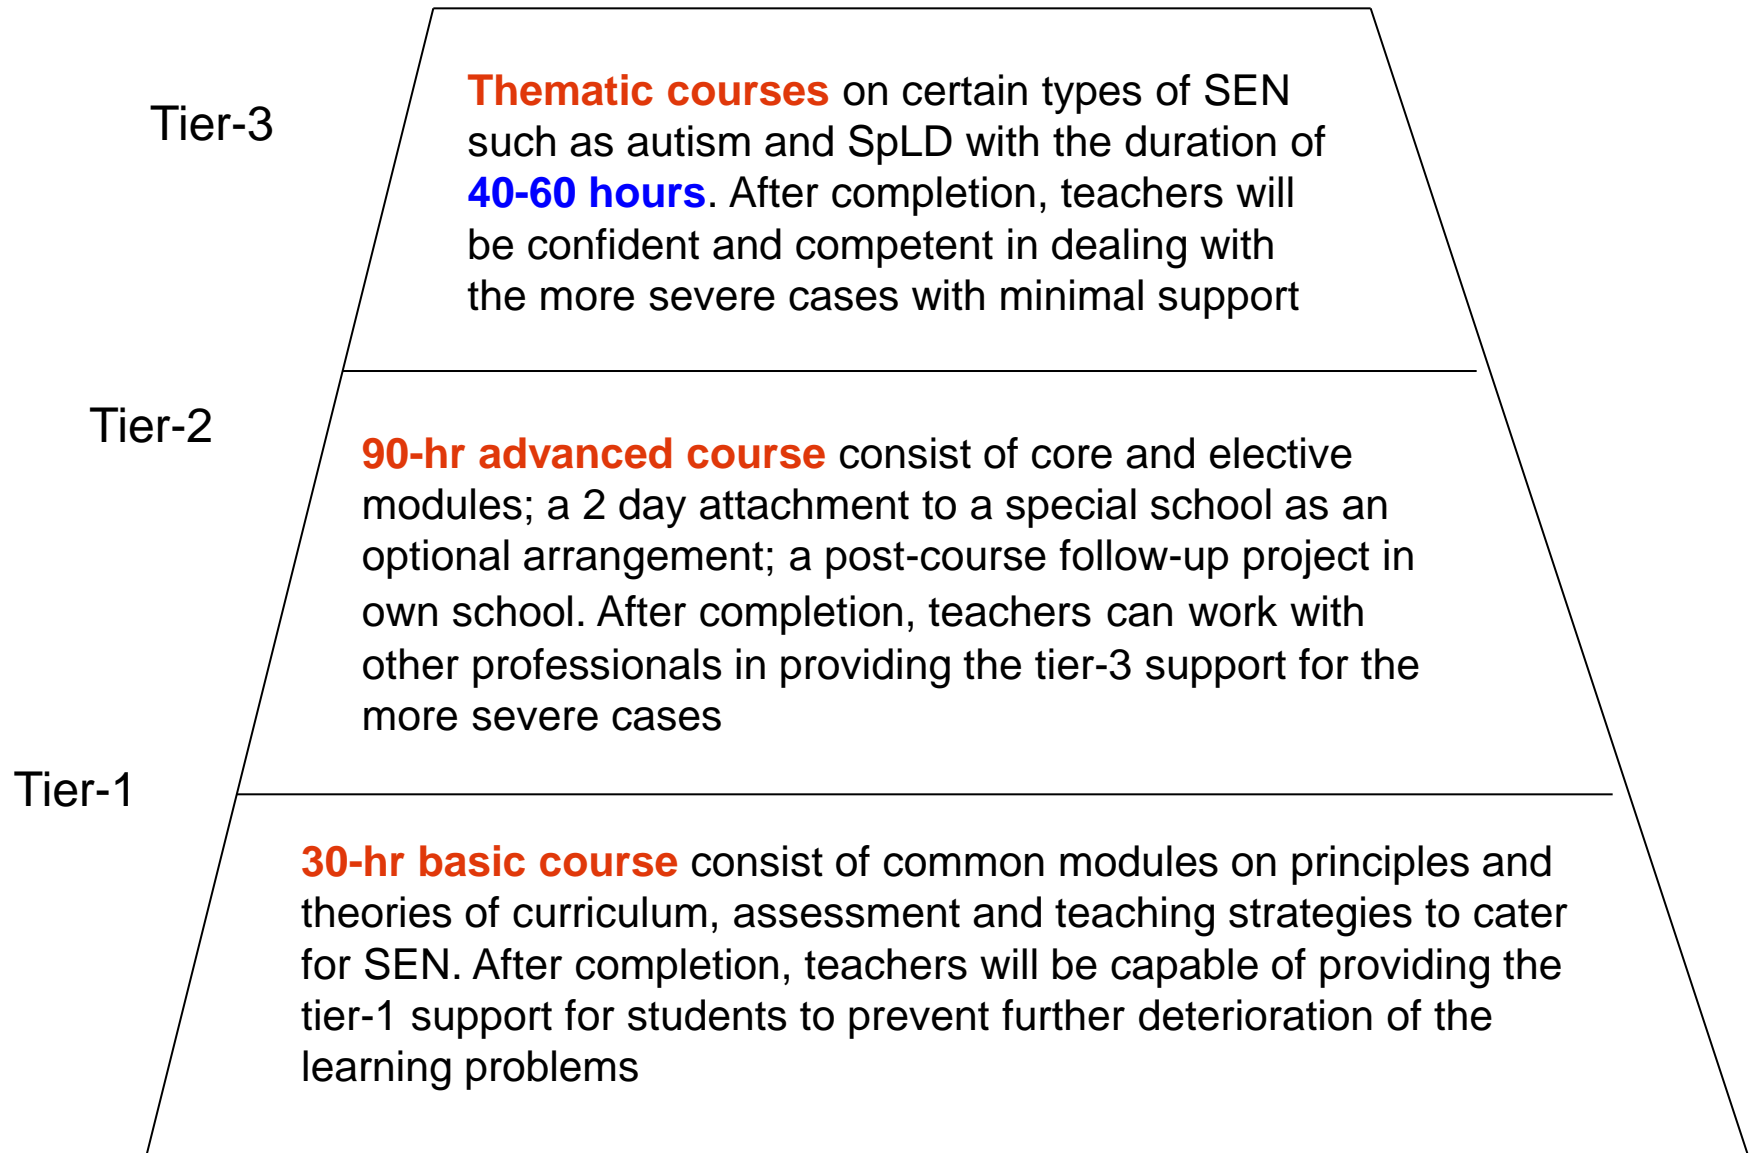 Tier-3
Thematic courses on certain types of SEN
such as autism and SpLD with the duration of
40-60 hours. After completion, teachers will
be confident and competent in dealing with
the more severe cases with minimal support
Tier-2
90-hr advanced course consist of core and elective
modules; a 2 day attachment to a special school as an
optional arrangement; a post-course follow-up project in
own school. After completion, teachers can work with
other professionals in providing the tier-3 support for the
more severe cases
Tier-1
30-hr basic course consist of common modules on principles and
theories of curriculum, assessment and teaching strategies to cater
for SEN. After completion, teachers will be capable of providing the
tier-1 support for students to prevent further deterioration of the
learning problems